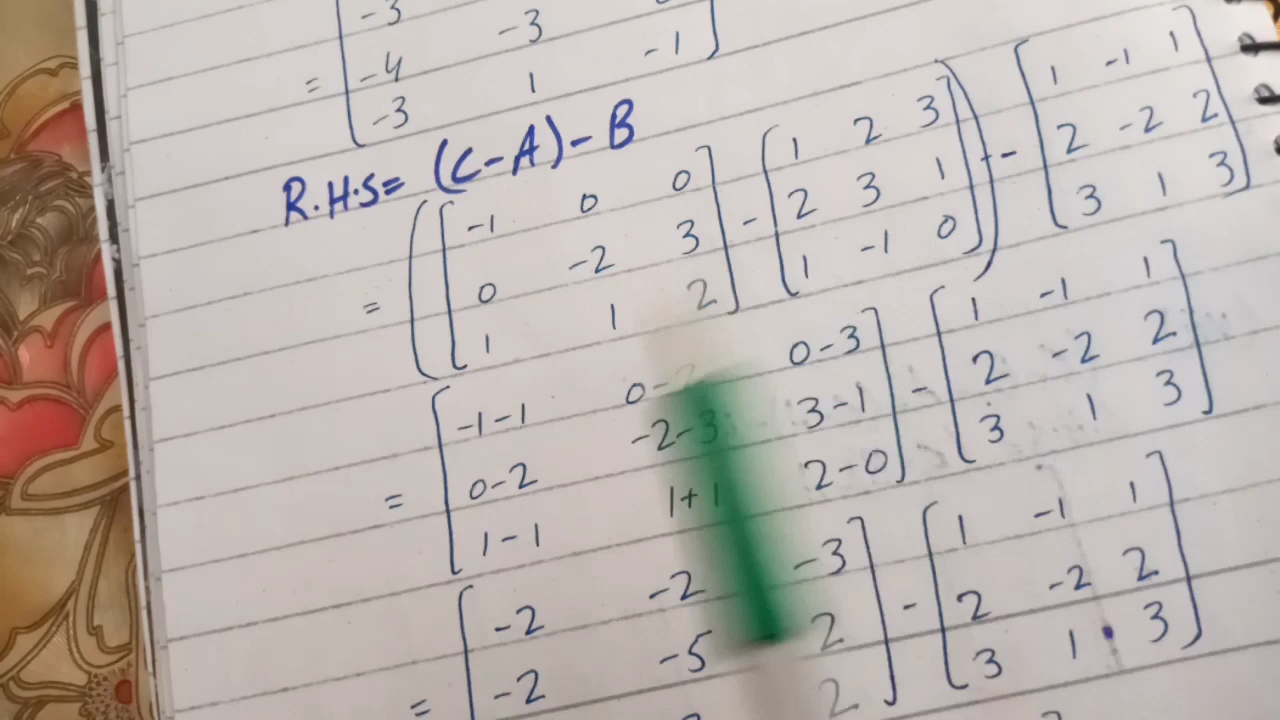 -3
= -4 -3 -1
-3 1
R.H.S= (C-A)-B
-1 0 0 1 2 3 1 -1 1
= ( 0 -2 3 - 2 3 1 ) - 2 -2 2
1 1 2 1 -1 0 3 1 3
-1-1 0- 0-3 1 -1 1
= 0-2 -2-3 3-1 - 2 -2 2
1-1 1+1 2-0 3 1 3
-2 -2 -3 1 -1 1
= -2 -5 2 - 2 -2 2
2 3 1 3